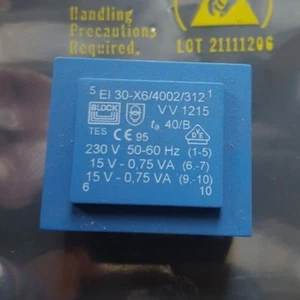 Handling
Precautions
Required.
LOT 21111206
5 EI 30-X6/4002/312 1
BLOCK
VV 1215
ta 40/B
TES CE 95 DVE
230 V 50-60 Hz (1-5)
15 V - 0,75 VA (6.-7)
15 V - 0,75 VA (9.-10)
6 10